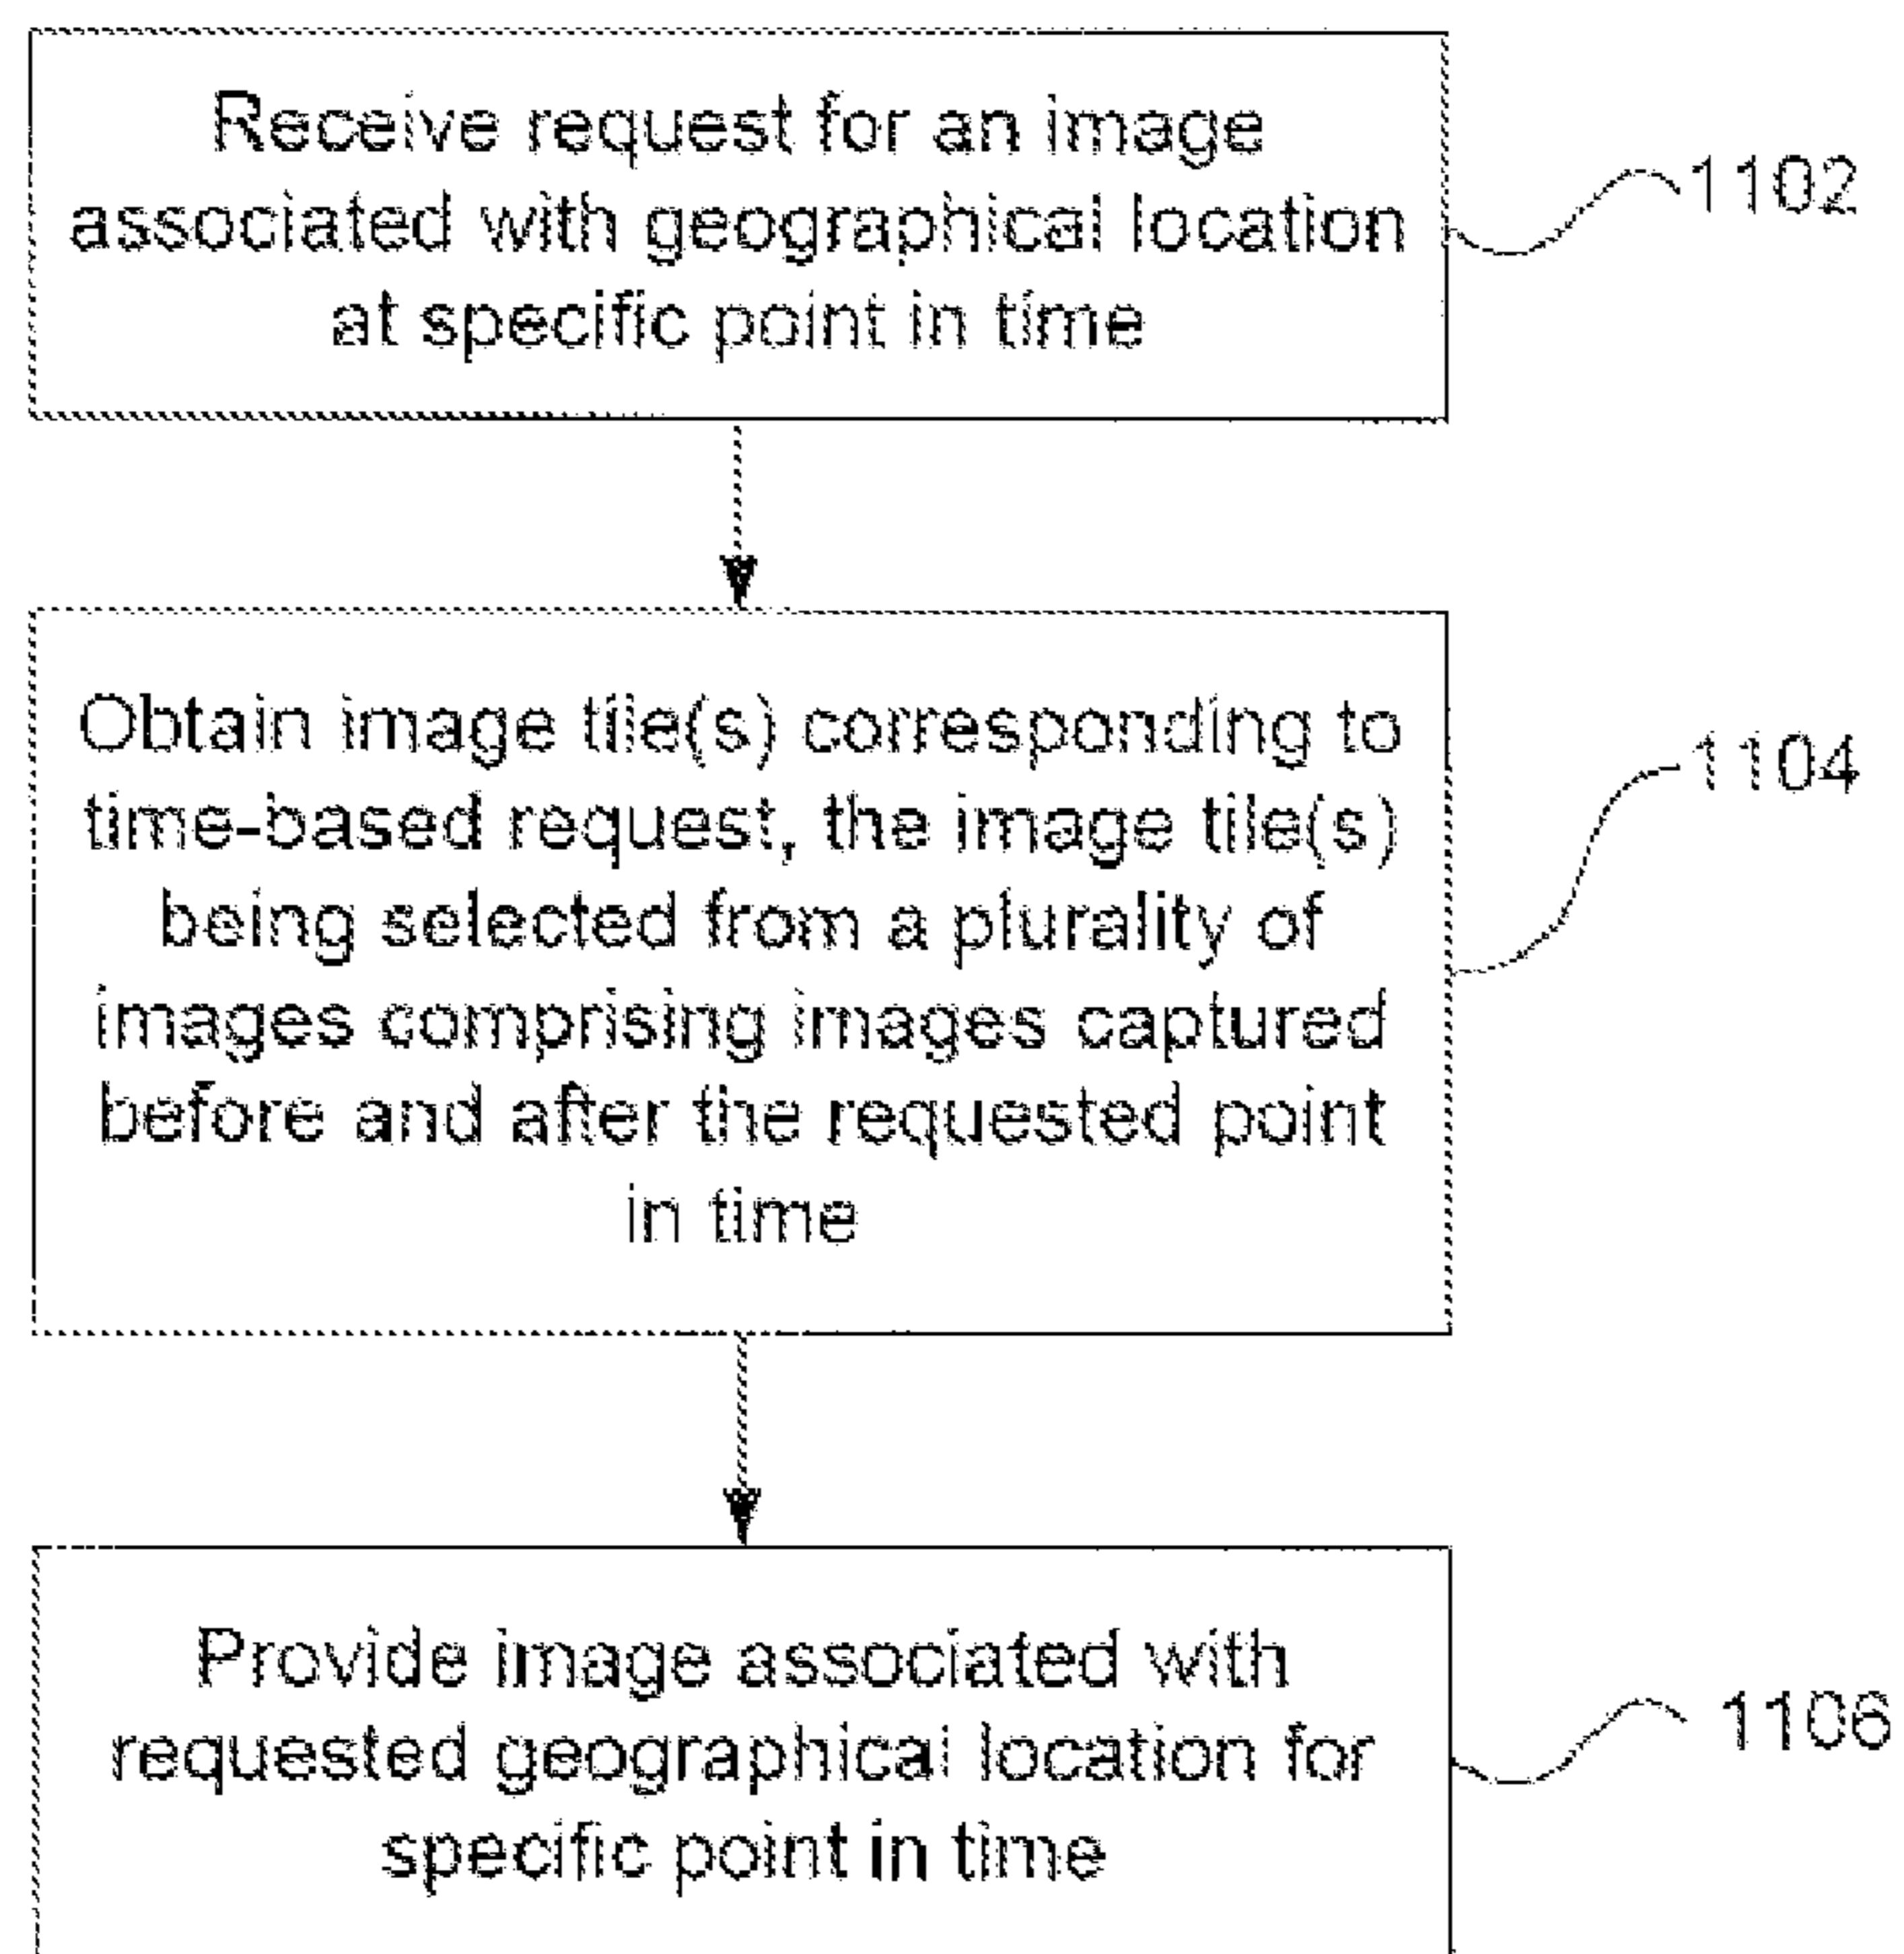 Receive request for an image
associated with geographical location
at specific point in time
1102
Obtain image tile(s) corresponding to
time-based request, the image tile(s)
being selected from a plurality of
images comprising images captured
before and after the requested point
in time
1104
Provide image associated with
requested geographical location for
specific point in time
1106